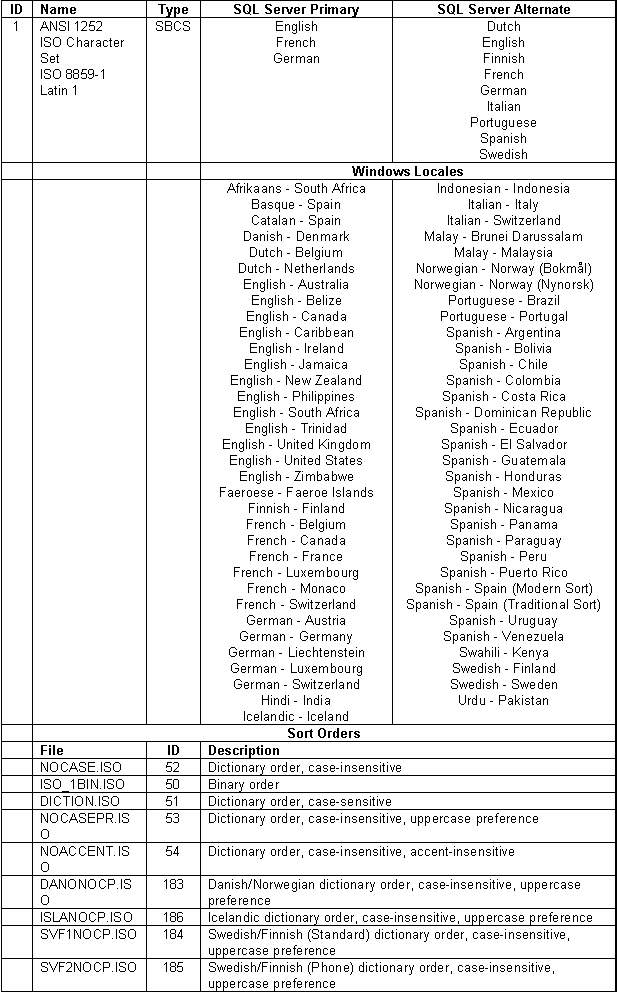 ID Name Type SQL Server Primary SQL Server Alternate
1 ANSI 1252 SBCS English Dutch
ISO Character French English
Set German Finnish
ISO 8859-1 French
Latin 1 German
Italian
Portuguese
Spanish
Swedish
Windows Locales
Afrikaans - South Africa Indonesian - Indonesia
Basque - Spain Italian - Italy
Catalan - Spain Italian - Switzerland
Danish - Denmark Malay - Brunei Darussalam
Dutch - Belgium Malay - Malaysia
Dutch - Netherlands Norwegian - Norway (Bokmål)
English - Australia Norwegian - Norway (Nynorsk)
English - Belize Portuguese - Brazil
English - Canada Portuguese - Portugal
English - Caribbean Spanish - Argentina
English - Ireland Spanish - Bolivia
English - Jamaica Spanish - Chile
English - New Zealand Spanish - Colombia
English - Philippines Spanish - Costa Rica
English - South Africa Spanish - Dominican Republic
English - Trinidad Spanish - Ecuador
English - United Kingdom Spanish - El Salvador
English - United States Spanish - Guatemala
English - Zimbabwe Spanish - Honduras
Faeroese - Faeroe Islands Spanish - Mexico
Finnish - Finland Spanish - Nicaragua
French - Belgium Spanish - Panama
French - Canada Spanish - Paraguay
French - France Spanish - Peru
French - Luxembourg Spanish - Puerto Rico
French - Monaco Spanish - Spain (Modern Sort)
French - Switzerland Spanish - Spain (Traditional Sort)
German - Austria Spanish - Uruguay
German - Germany Spanish - Venezuela
German - Liechtenstein Swahili - Kenya
German - Luxembourg Swedish - Finland
German - Switzerland Swedish - Sweden
Hindi - India Urdu - Pakistan
Icelandic - Iceland
Sort Orders
File ID Description
NOCASE.ISO 52 Dictionary order, case-insensitive
ISO_1BIN.ISO 50 Binary order
DICTION.ISO 51 Dictionary order, case-sensitive
NOCASEPR.IS 53 Dictionary order, case-insensitive, uppercase preference
O
NOACCENT.IS 54 Dictionary order, case-insensitive, accent-insensitive
O
DANONOCP.IS 183 Danish/Norwegian dictionary order, case-insensitive, uppercase
O preference
ISLANOCP.ISO 186 Icelandic dictionary order, case-insensitive, uppercase preference
SVF1NOCP.ISO 184 Swedish/Finnish (Standard) dictionary order, case-insensitive,
uppercase preference
SVF2NOCP.ISO 185 Swedish/Finnish (Phone) dictionary order, case-insensitive,
uppercase preference